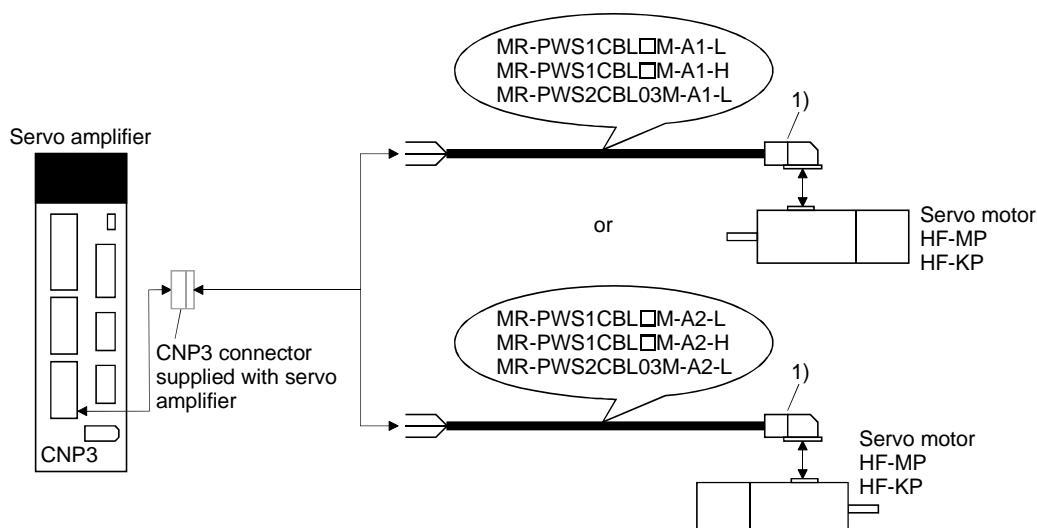 MR-PWS1CBL□M-A1-L
MR-PWS1CBL□M-A1-H
MR-PWS2CBL03M-A1-L
1)
Servo amplifier
or
Servo motor
HF-MP
HF-KP
CNP3 connector
supplied with servo
amplifier
CNP3
MR-PWS1CBL□M-A2-L
MR-PWS1CBL□M-A2-H
MR-PWS2CBL03M-A2-L
1)
Servo motor
HF-MP
HF-KP